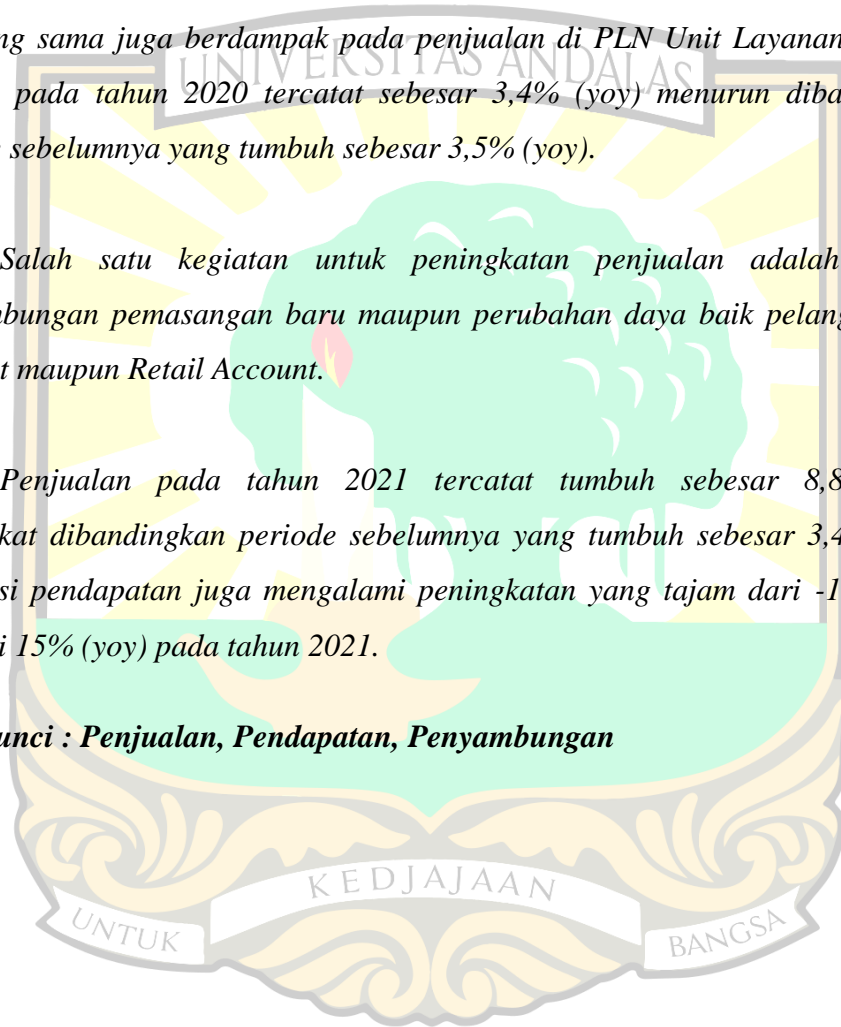 ng sama juga berdampak pada penjualan di PLN Unit Layanan
UNIVERSITAS ANDALAS
pada tahun 2020 tercatat sebesar 3,4% (yoy) menurun diba
sebelumnya yang tumbuh sebesar 3,5% (yoy).
Salah satu kegiatan untuk peningkatan penjualan adalah
mbungan pemasangan baru maupun perubahan daya baik pelang
t maupun Retail Account.
Penjualan pada tahun 2021 tercatat tumbuh sebesar 8,8
kat dibandingkan periode sebelumnya yang tumbuh sebesar 3,4
si pendapatan juga mengalami peningkatan yang tajam dari -1
i 15% (yoy) pada tahun 2021.
unci : Penjualan, Pendapatan, Penyambungan
UNTUK KEDJAJAAN BANGSA